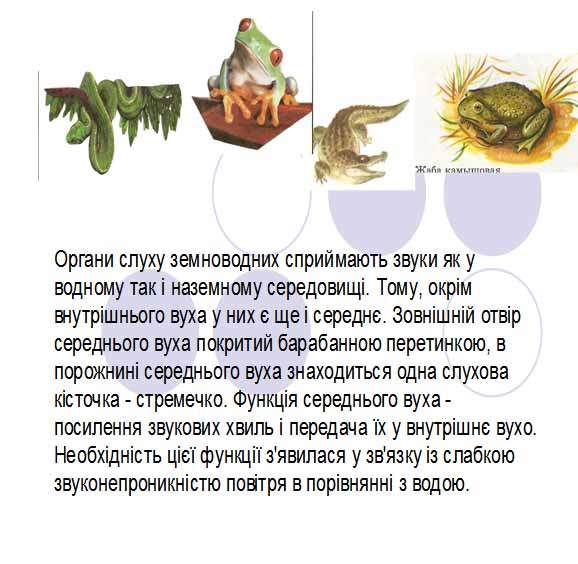 Жаба камышовая
Органи слуху земноводних сприймають звуки як у
водному так і наземному середовищі. Тому, окрім
внутрішнього вуха у них є ще і середнє. Зовнішній отвір
середнього вуха покритий барабанною перетинкою, в
порожнині середнього вуха знаходиться одна слухова
кісточка - стремечко. Функція середнього вуха -
посилення звукових хвиль і передача їх у внутрішнє вухо.
Необхідність цієї функції з'явилася у зв'язку із слабкою
звуконепроникністю повітря в порівнянні з водою.